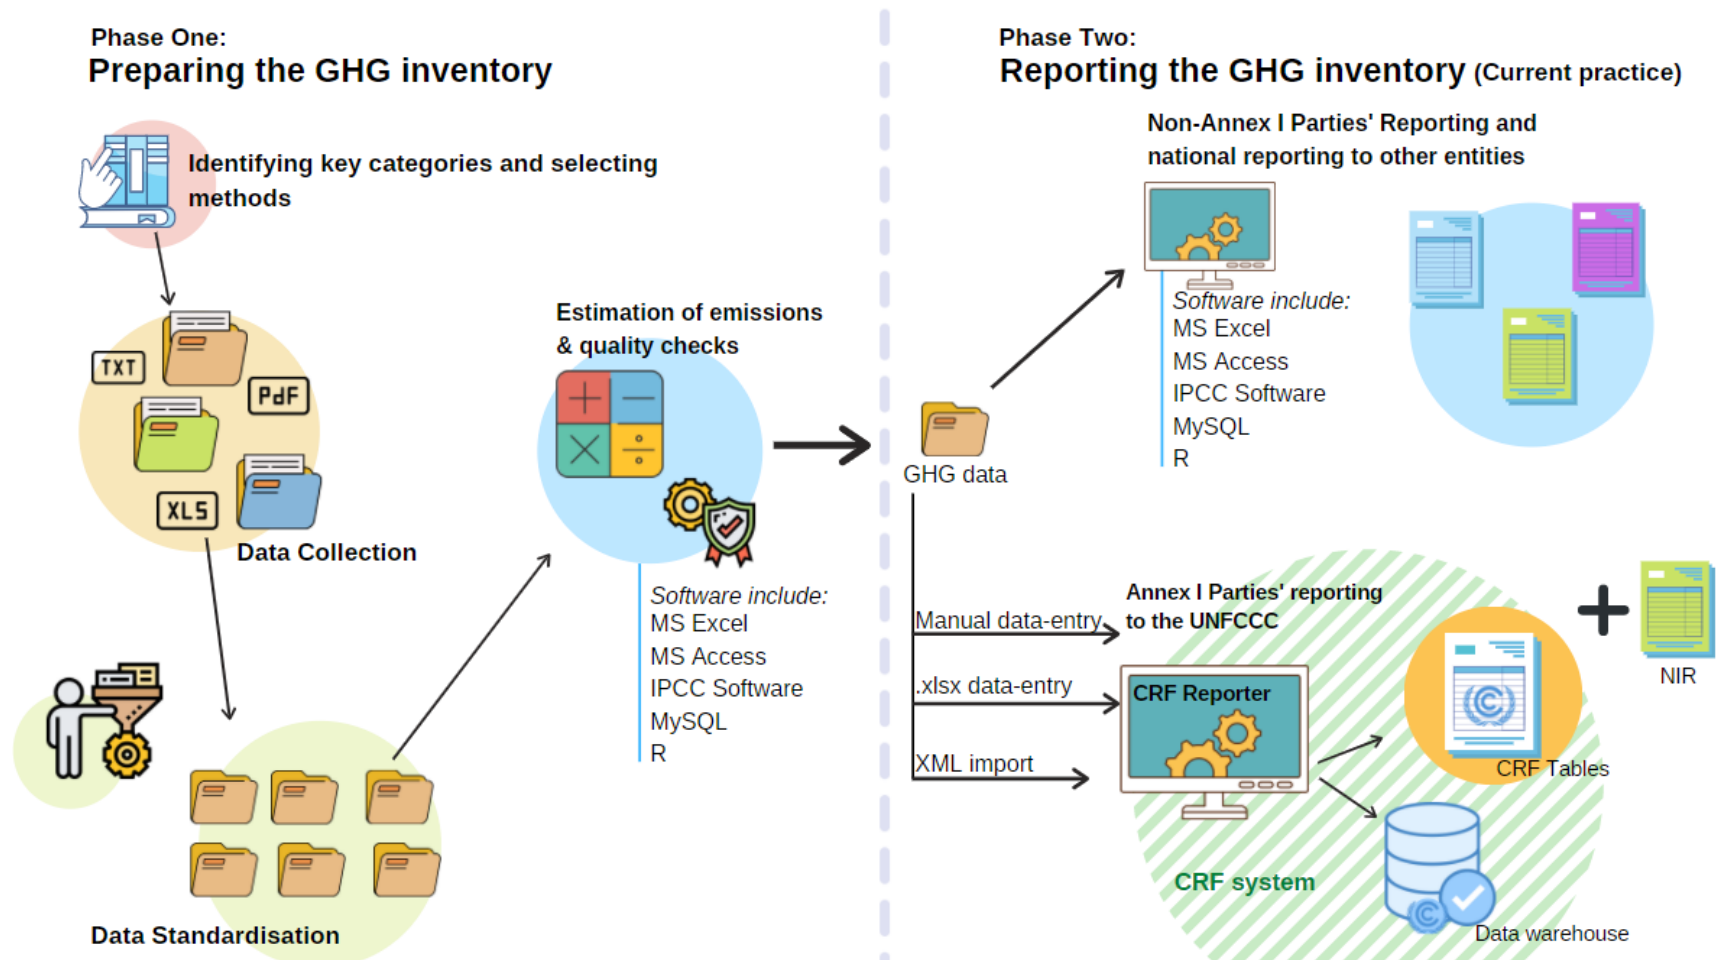 Phase One:
Preparing the GHG inventory
Identifying key categories and selecting
methods
TXT
PdF
XLS
Data Collection
Data Standardisation
Estimation of emissions
& quality checks
Software include:
MS Excel
MS Access
IPCC Software
MySQL
R
Phase Two:
Reporting the GHG inventory (Current practice)
Non-Annex I Parties' Reporting and
national reporting to other entities
Software include:
MS Excel
MS Access
IPCC Software
MySQL
R
GHG data
Manual data-entry
.xlsx data-entry
XML import
Annex I Parties' reporting
to the UNFCCC
CRF Reporter
CRF Tables
NIR
CRF system
Data warehouse